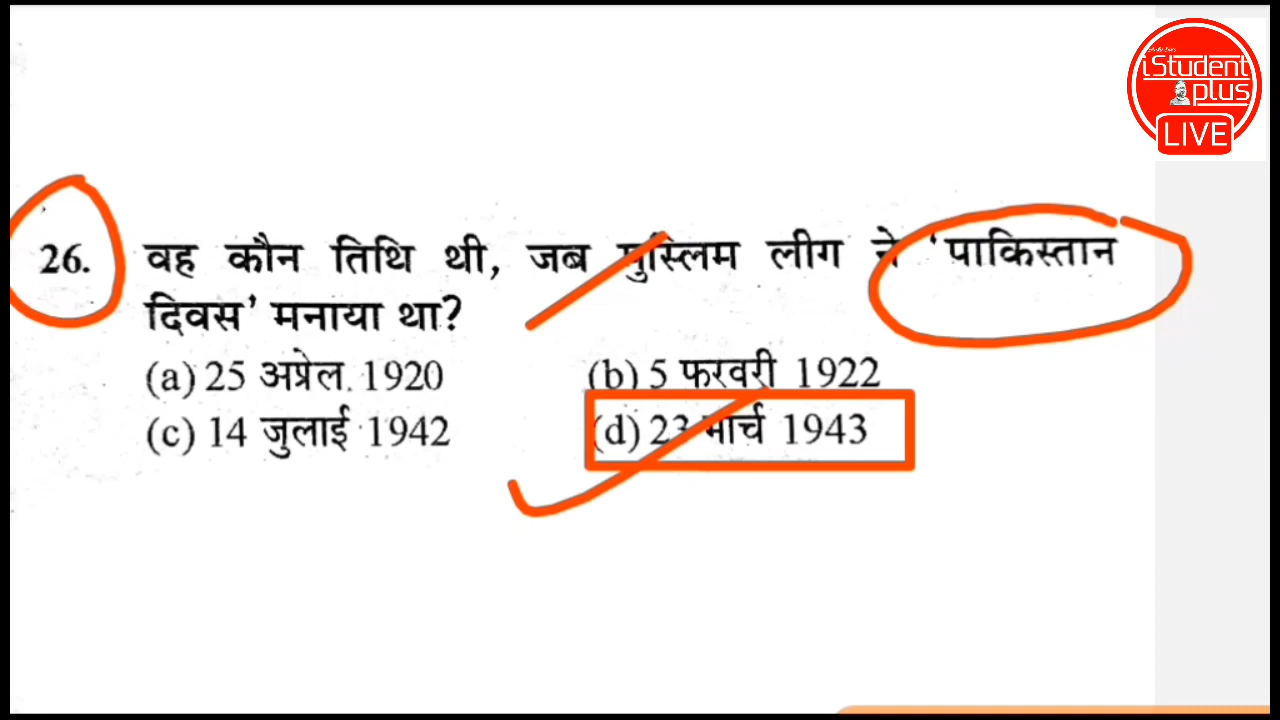 iStudent
plus
LIVE
26. वह कौन तिथि थी, जब मुस्लिम लीग ने 'पाकिस्तान
दिवस' मनाया था?
(a) 25 अप्रेल 1920 (b) 5 फरवरी 1922
(c) 14 जुलाई 1942 (d) 23 मार्च 1943